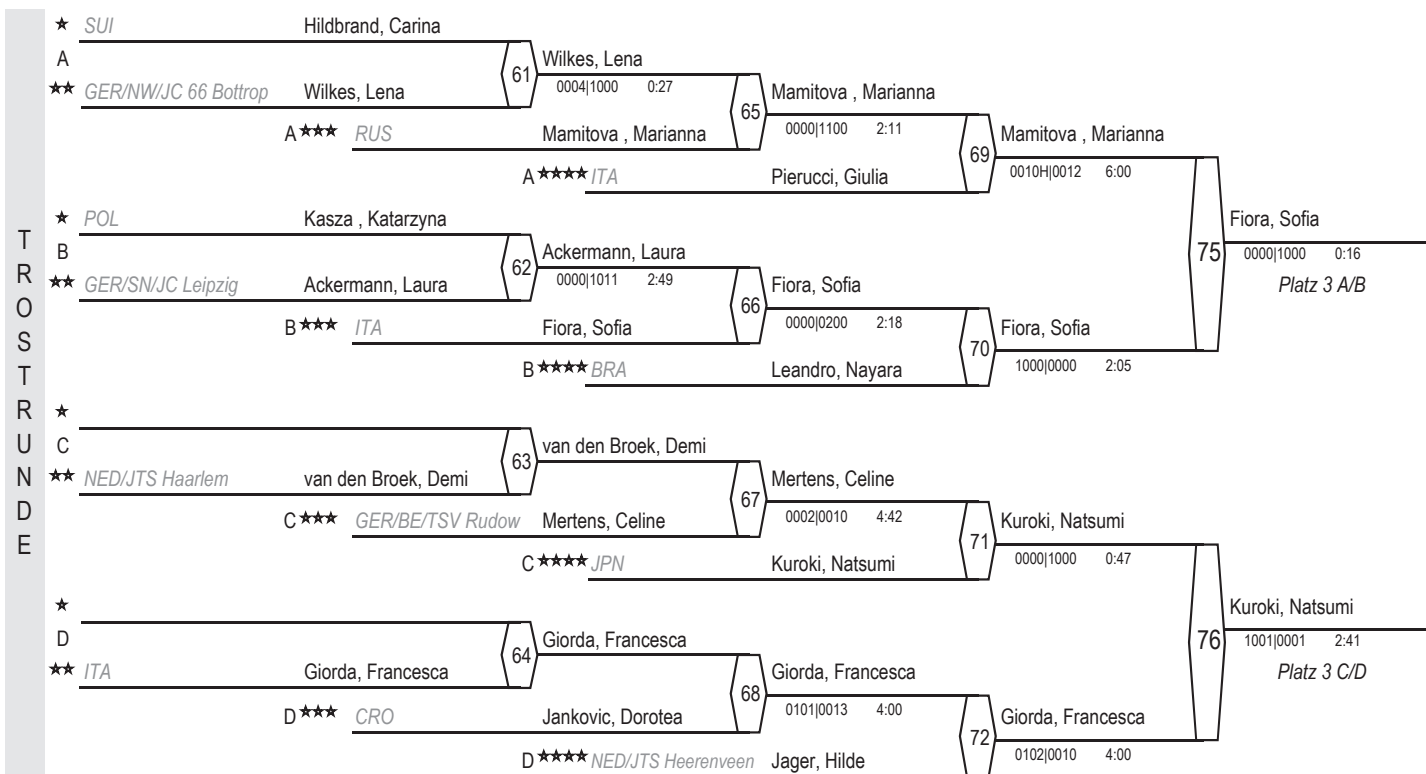 TROSTRUNDE
★ SUI Hildbrand, Carina
A
★★ GER/NW/JC 66 Bottrop Wilkes, Lena
61
Wilkes, Lena
0004|1000 0:27
A ★★★ RUS Mamitova , Marianna
65
Mamitova , Marianna
0000|1100 2:11
A ★★★★ ITA Pierucci, Giulia
69
Mamitova , Marianna
0010H|0012 6:00
★ POL Kasza , Katarzyna
B
★★ GER/SN/JC Leipzig Ackermann, Laura
62
Ackermann, Laura
0000|1011 2:49
B ★★★ ITA Fiora, Sofia
66
Fiora, Sofia
0000|0200 2:18
B ★★★★ BRA Leandro, Nayara
70
Fiora, Sofia
1000|0000 2:05
75
Fiora, Sofia
0000|1000 0:16
Platz 3 A/B
★
C
★★ NED/JTS Haarlem van den Broek, Demi
63
van den Broek, Demi
C ★★★ GER/BE/TSV Rudow Mertens, Celine
67
Mertens, Celine
0002|0010 4:42
C ★★★★ JPN Kuroki, Natsumi
71
Kuroki, Natsumi
0000|1000 0:47
★
D
★★ ITA Giorda, Francesca
64
Giorda, Francesca
D ★★★ CRO Jankovic, Dorotea
68
Giorda, Francesca
0101|0013 4:00
D ★★★★ NED/JTS Heerenveen Jager, Hilde
72
Giorda, Francesca
0102|0010 4:00
76
Kuroki, Natsumi
1001|0001 2:41
Platz 3 C/D